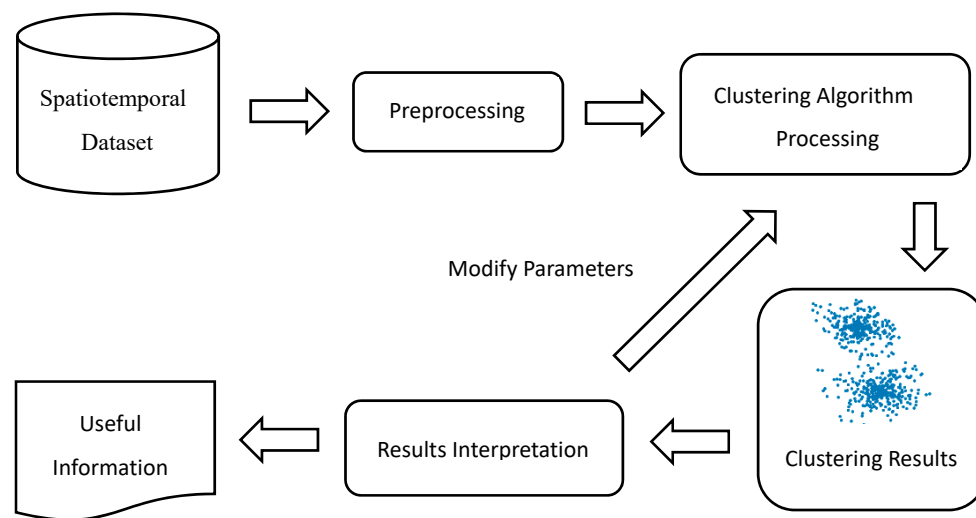 Spatiotemporal
Dataset
Preprocessing
Clustering Algorithm
Processing
Modify Parameters
Clustering Results
Results Interpretation
Useful
Information